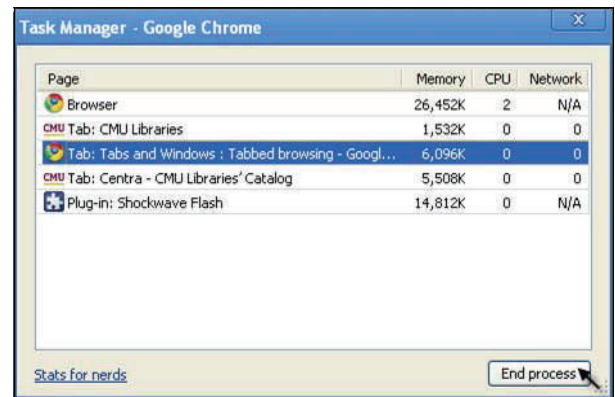 Task Manager - Google Chrome
X
Page Memory CPU Network
Browser 26,452K 2 N/A
CMU Tab: CMU Libraries 1,532K 0 0
Tab: Tabs and Windows : Tabbed browsing - Googl... 6,096K 0 0
CMU Tab: Centra - CMU Libraries' Catalog 5,508K 0 0
Plug-in: Shockwave Flash 14,812K 0 N/A
Stats for nerds End process